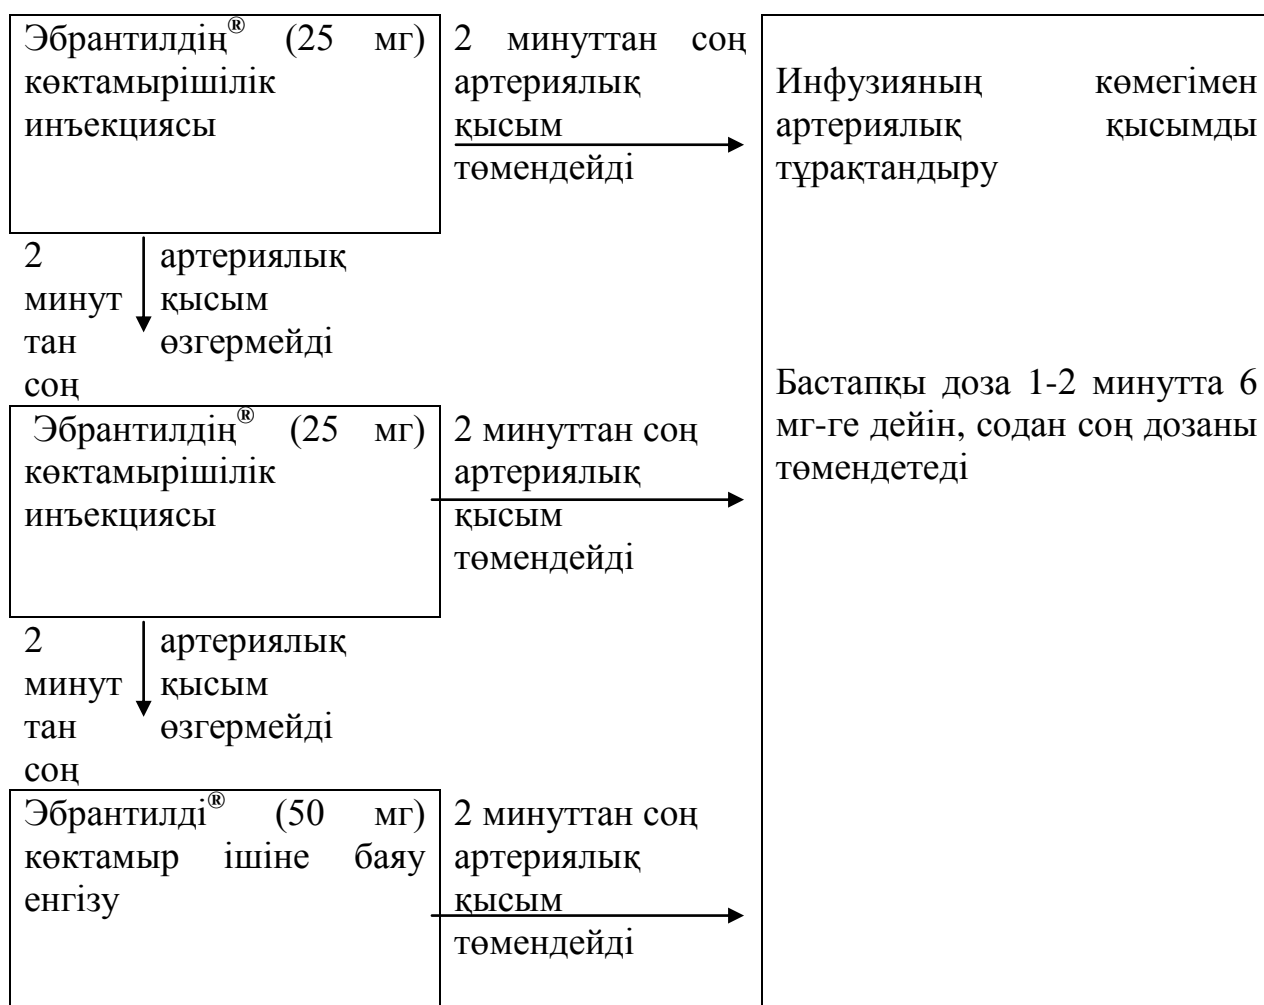 Эбрантилдің® (25 мг)
көктамырішілік
инъекциясы
2 минуттан соң
артериялық
қысым
төмендейді
Инфузияның көмегімен
артериялық қысымды
тұрақтандыру
2
минут
тан
соң
артериялық
қысым
өзгермейді
Бастапқы доза 1-2 минутта 6
мг-ге дейін, содан соң дозаны
төмендетеді
Эбрантилдің® (25 мг)
көктамырішілік
инъекциясы
2 минуттан соң
артериялық
қысым
төмендейді
2
минут
тан
соң
артериялық
қысым
өзгермейді
Эбрантилді® (50 мг)
көктамыр ішіне баяу
енгізу
2 минуттан соң
артериялық
қысым
төмендейді